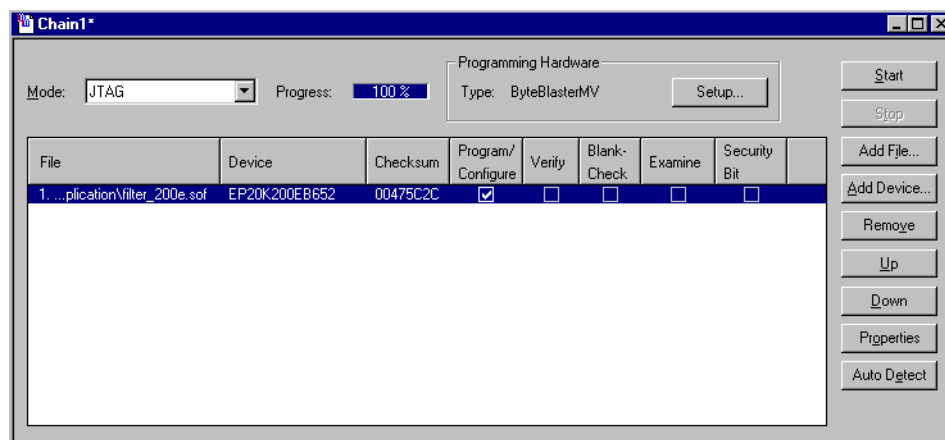 Chain1*
Mode: JTAG Progress: 100 %
Programming Hardware
Type: ByteBlasterMV Setup...
File Device Checksum Program/Configure Verify Blank-Check Examine Security Bit
1. ...plication\filter_200e.sof EP20K200EB652 00475C2C
Start
Stop
Add File...
Add Device...
Remove
Up
Down
Properties
Auto Detect